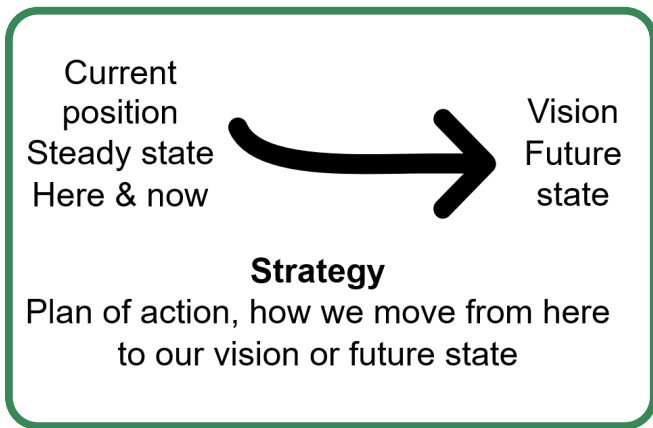 Current
position
Steady state
Here & now
Vision
Future
state
Strategy
Plan of action, how we move from here
to our vision or future state